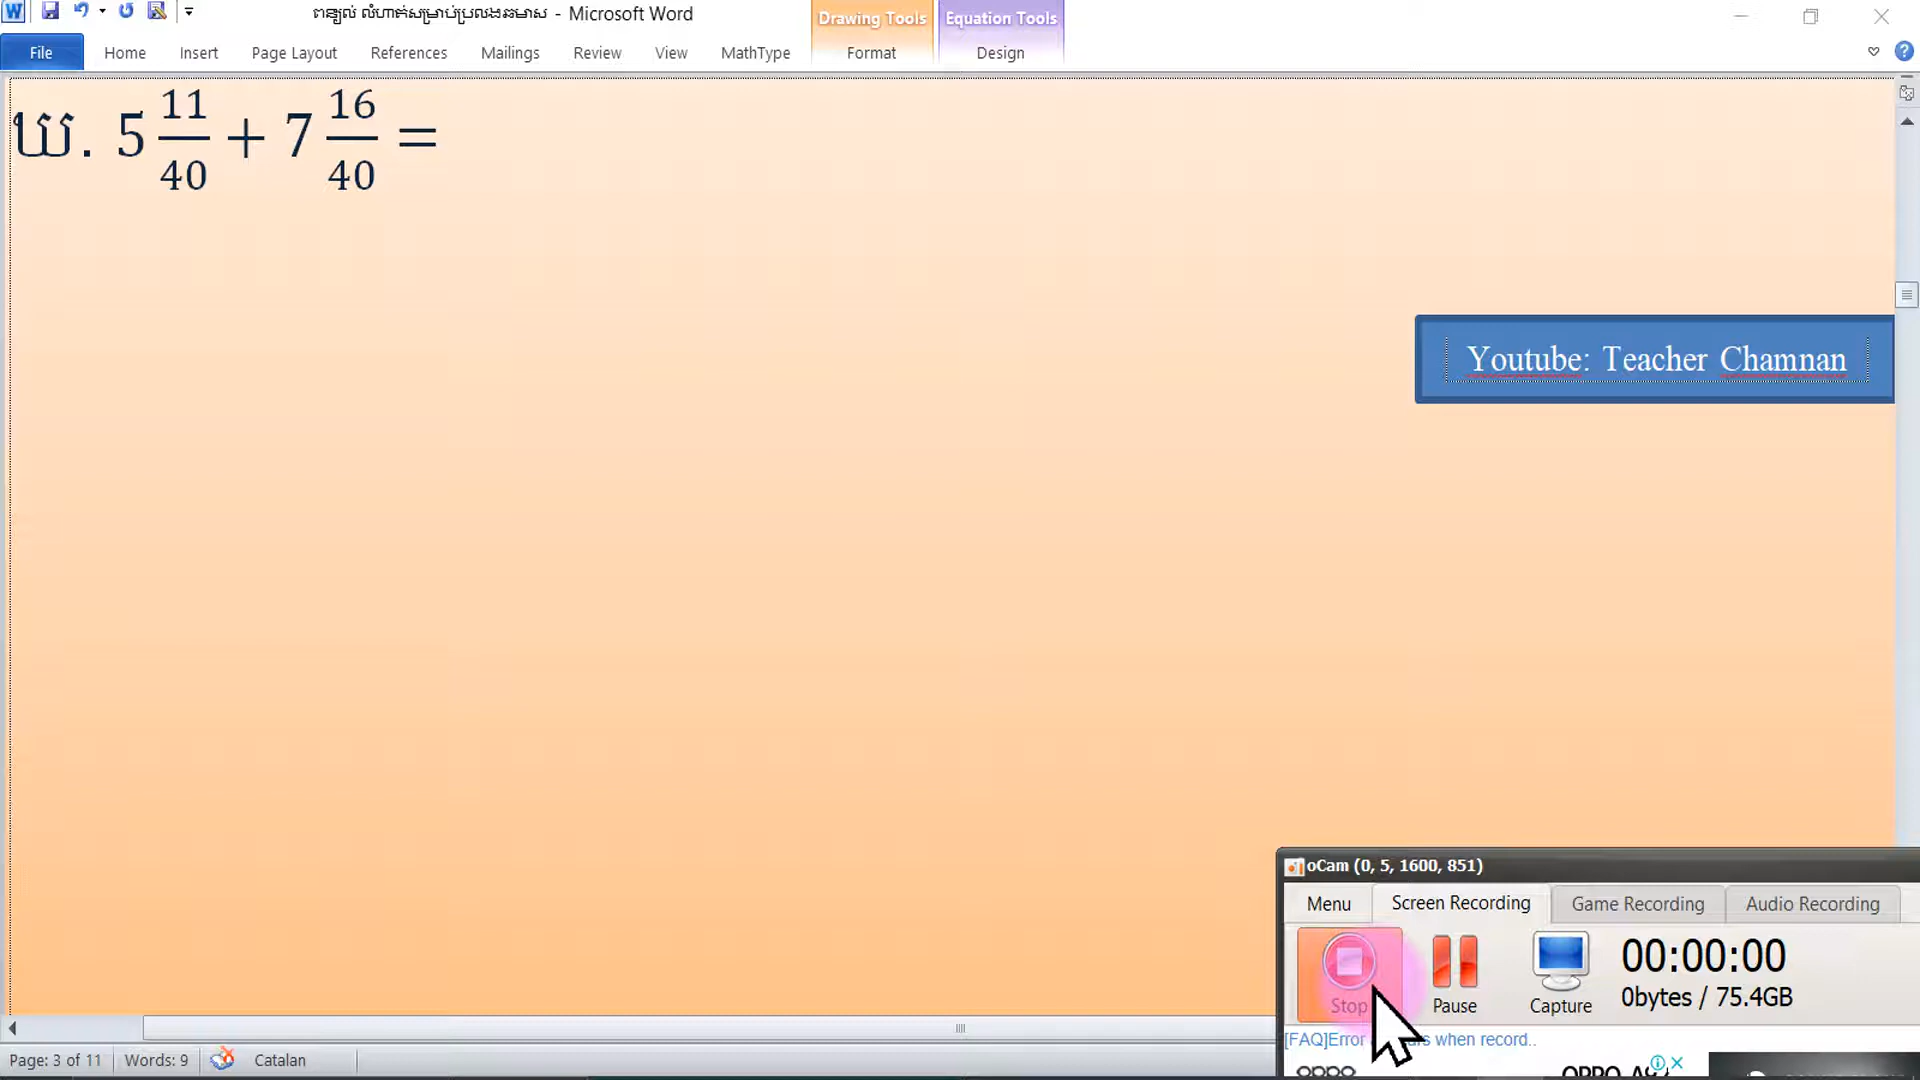 ពន្យល់ លំហាត់សម្រាប់ប្រលងឆមាស - Microsoft Word
Drawing Tools
Equation Tools
File Home Insert Page Layout References Mailings Review View MathType Format Design
ឃ. 5 11/40 + 7 16/40 =
Youtube: Teacher Chamnan
oCam (0, 5, 1600, 851)
Menu Screen Recording Game Recording Audio Recording
00:00:00
Stop Pause Capture 0bytes / 75.4GB
[FAQ]Error when record..
oppo
Page: 3 of 11 Words: 9 Catalan